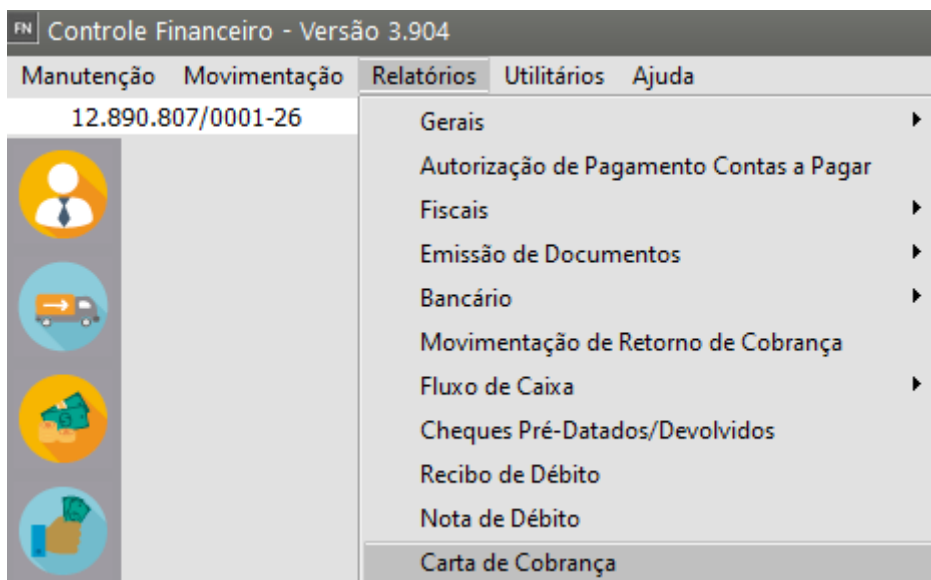 FN Controle Financeiro - Versão 3.904
Manutenção Movimentação Relatórios Utilitários Ajuda
12.890.807/0001-26
Gerais
Autorização de Pagamento Contas a Pagar
Fiscais
Emissão de Documentos
Bancário
Movimentação de Retorno de Cobrança
Fluxo de Caixa
Cheques Pré-Datados/Devolvidos
Recibo de Débito
Nota de Débito
Carta de Cobrança